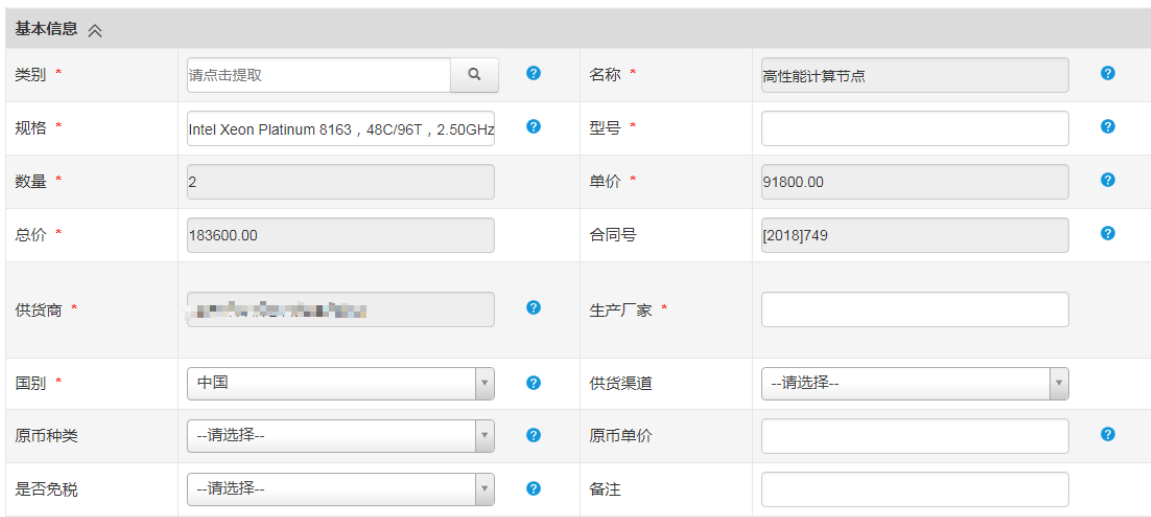 基本信息
类别 * 请点击提取 名称 * 高性能计算节点
规格 * Intel Xeon Platinum 8163，48C/96T，2.50GHz 型号 *
数量 * 2 单价 * 91800.00
总价 * 183600.00 合同号 [2018]749
供货商 * 生产厂家 *
国别 * 中国 供货渠道 --请选择--
原币种类 --请选择-- 原币单价
是否免税 --请选择-- 备注